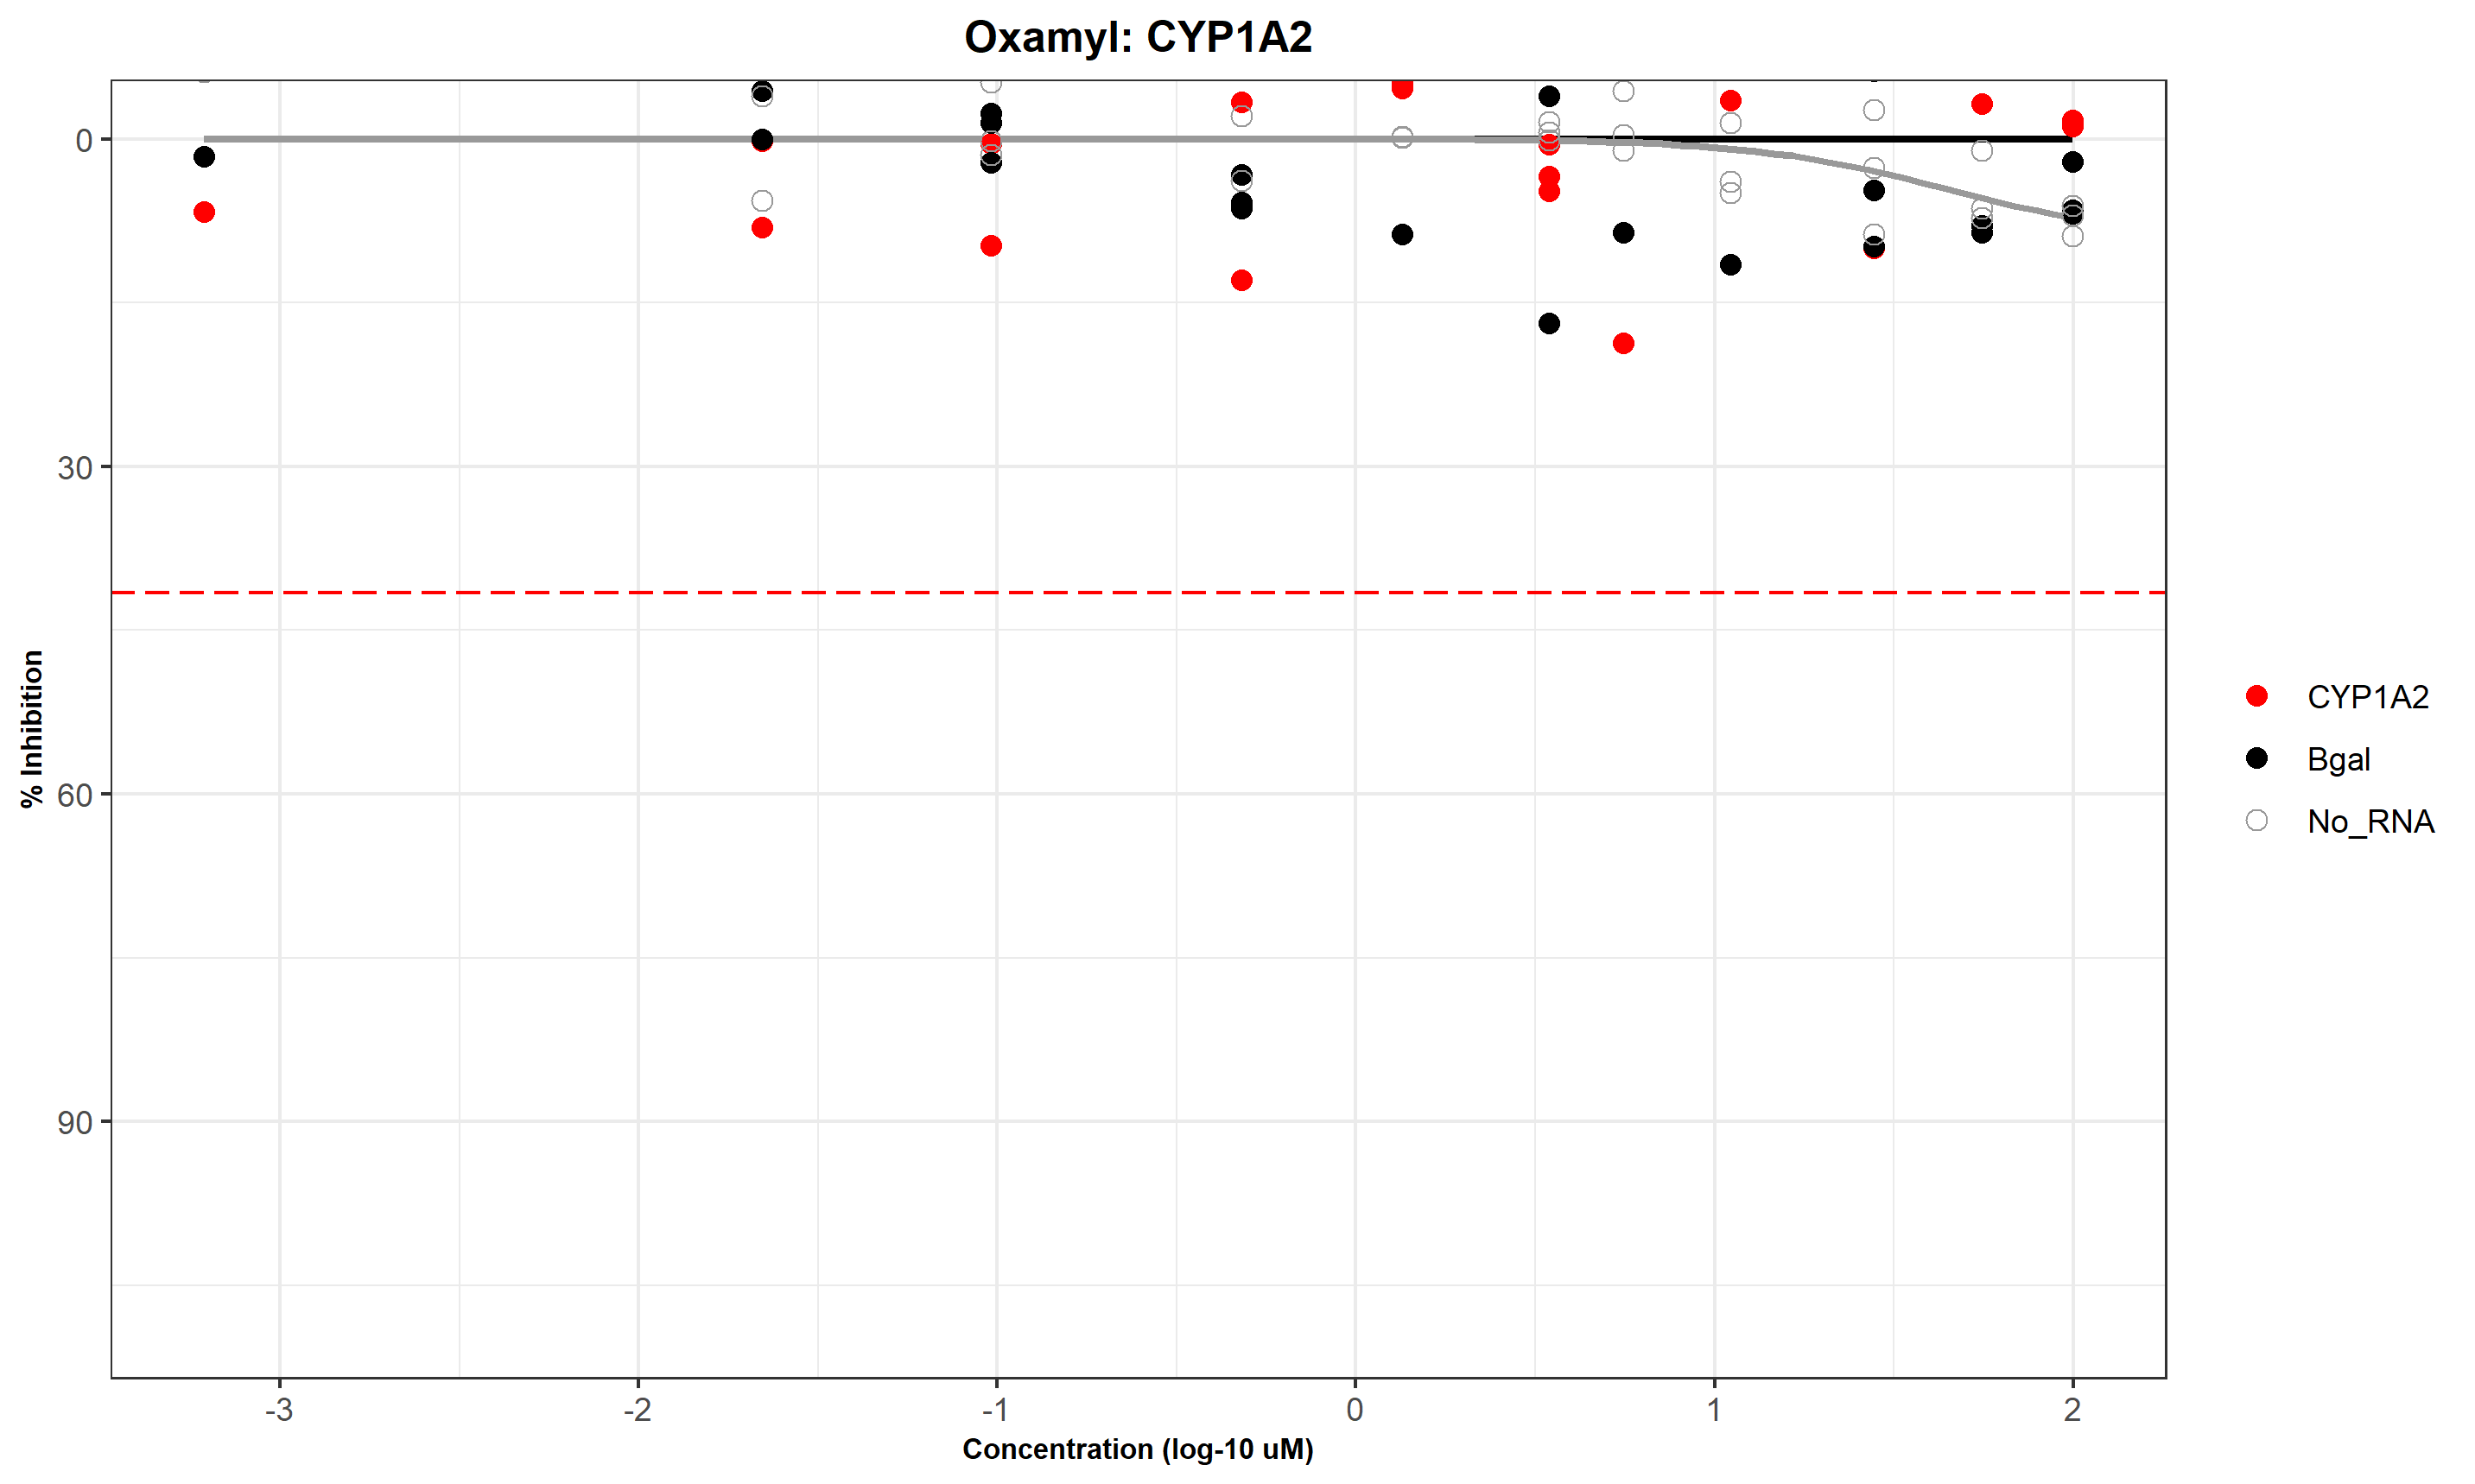 Oxamyl: CYP1A2
0
30
60
90
% Inhibition
-3 -2 -1 0 1 2
Concentration (log-10 uM)
CYP1A2
Bgal
No_RNA